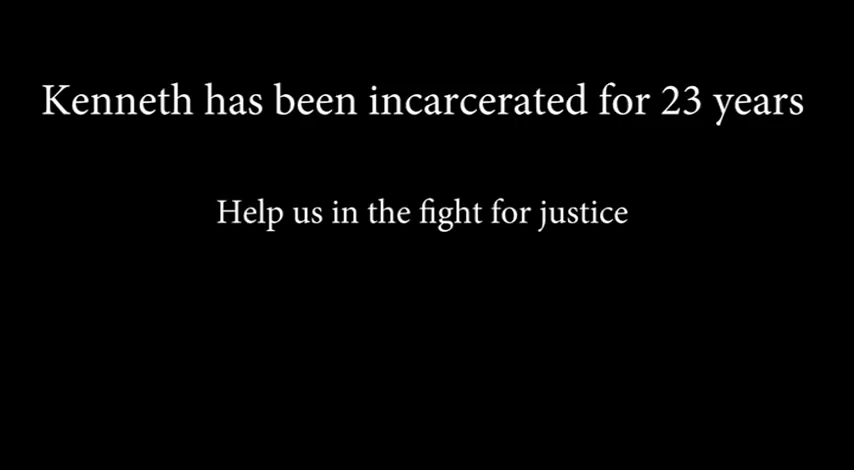 Kenneth has been incarcerated for 23 years
Help us in the fight for justice